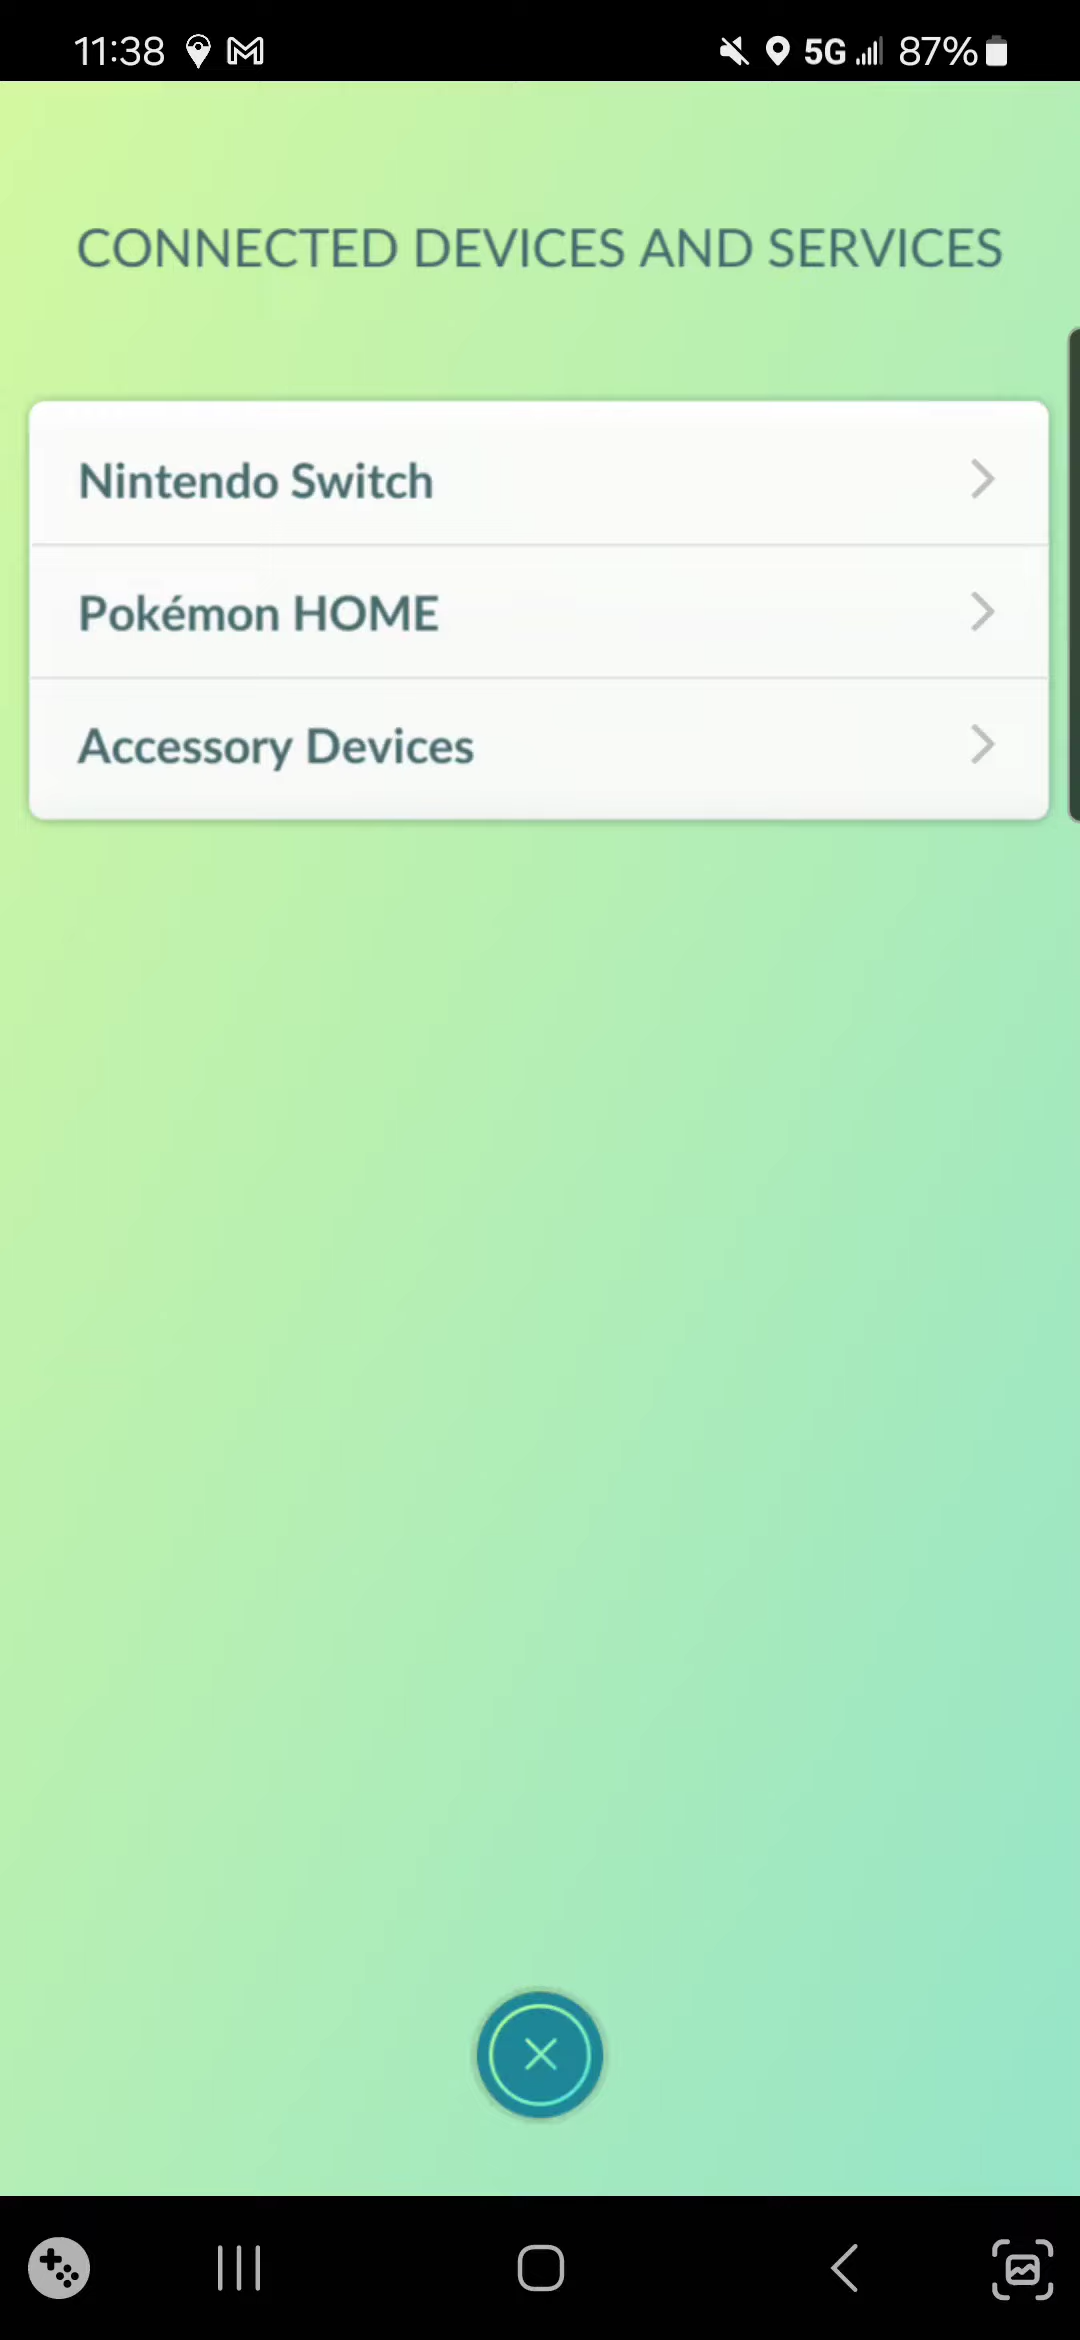 11:38 5G 87%
CONNECTED DEVICES AND SERVICES
Nintendo Switch
Pokémon HOME
Accessory Devices